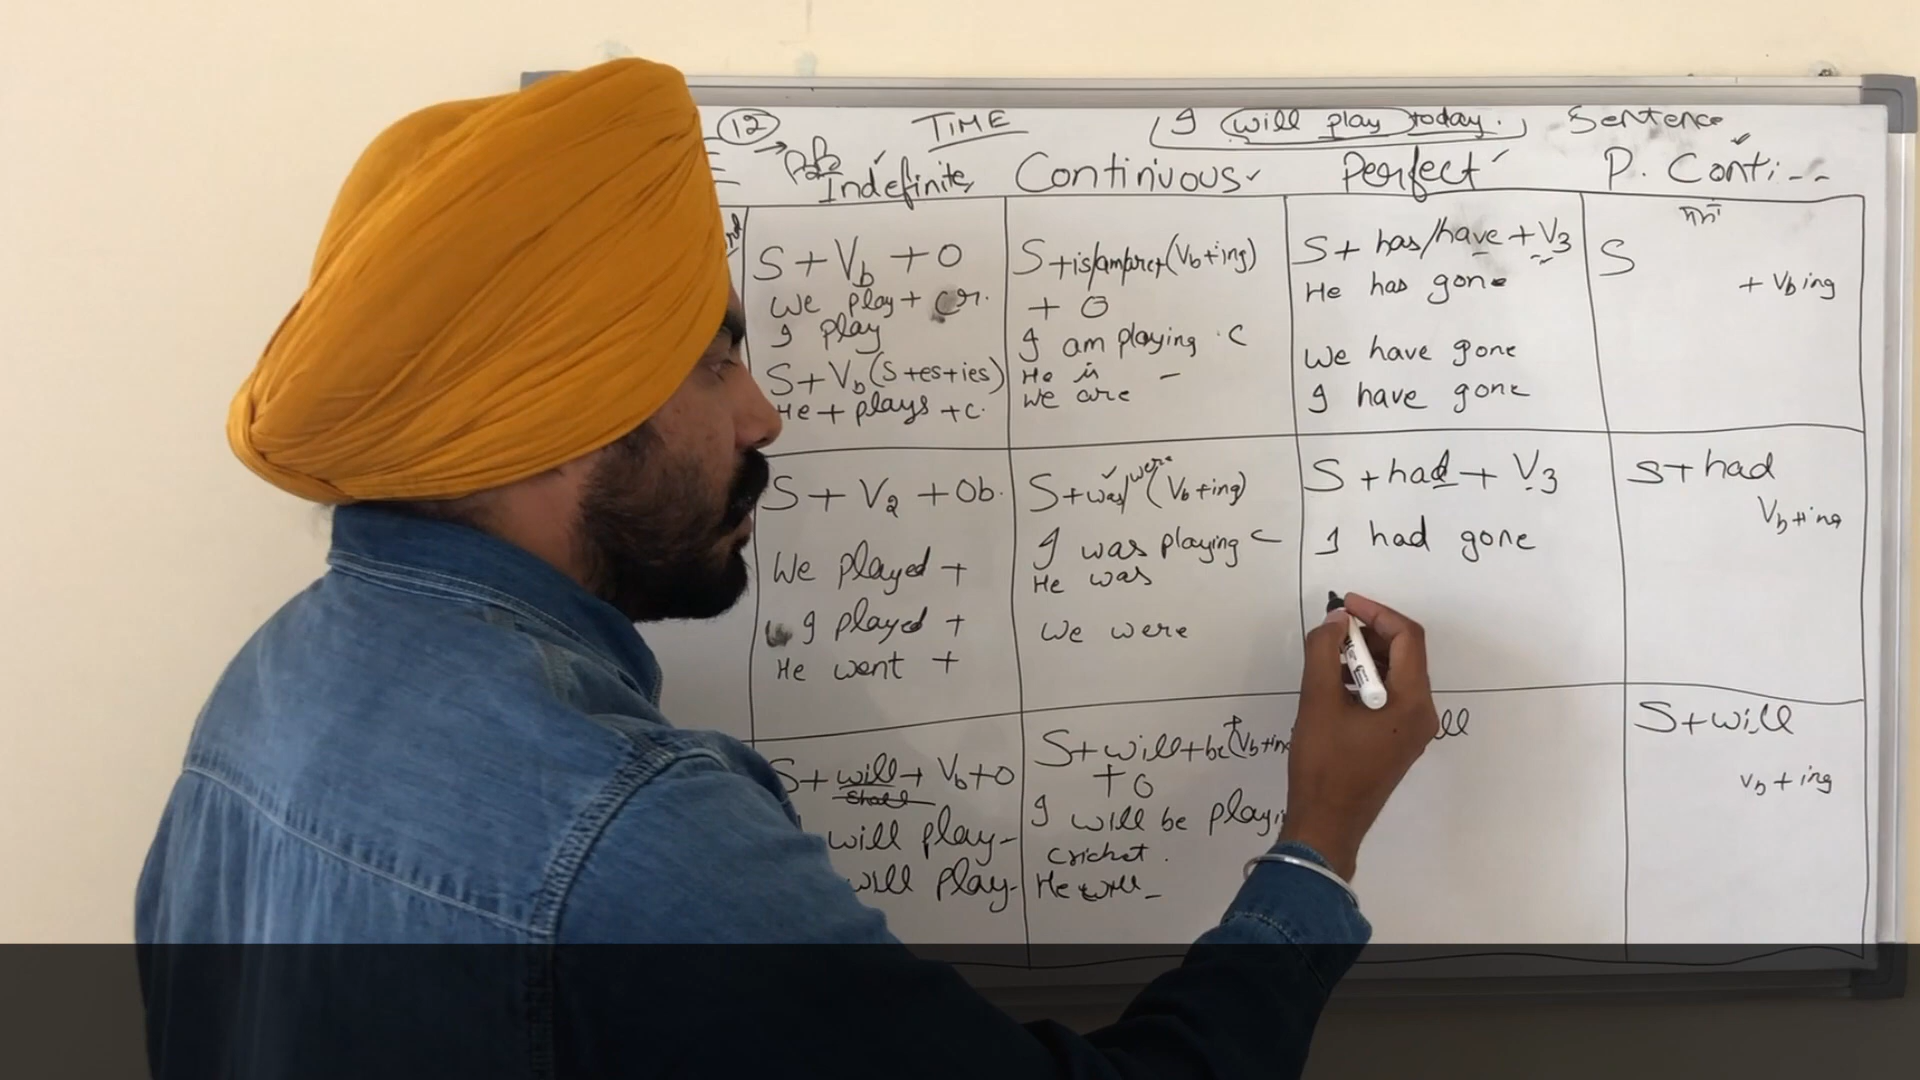 12
TIME
I will play today.
Sentence
Indefinite,
Continuous
Perfect
P. Conti--
S + Vb + O
We play + Cr.
I play
S + Vb (S+es+ies)
He + plays + c.
S + is/am/are + (Vb+ing)
+ O
I am playing C
He is -
We are
S + has/have + V3
He has gone
We have gone
I have gone
S
+ Vb ing
S + V2 + Ob.
We played +
I played +
He went +
S + was/were (Vb+ing)
I was playing C
He was
We were
S + had + V3
I had gone
S + had
Vb+ing
S + will + Vb+O
Shall
will play-
will play-
S + will + be + (Vb+ing
+ O
I will be playi
cricket.
He will -
ll
S + will
Vb + ing